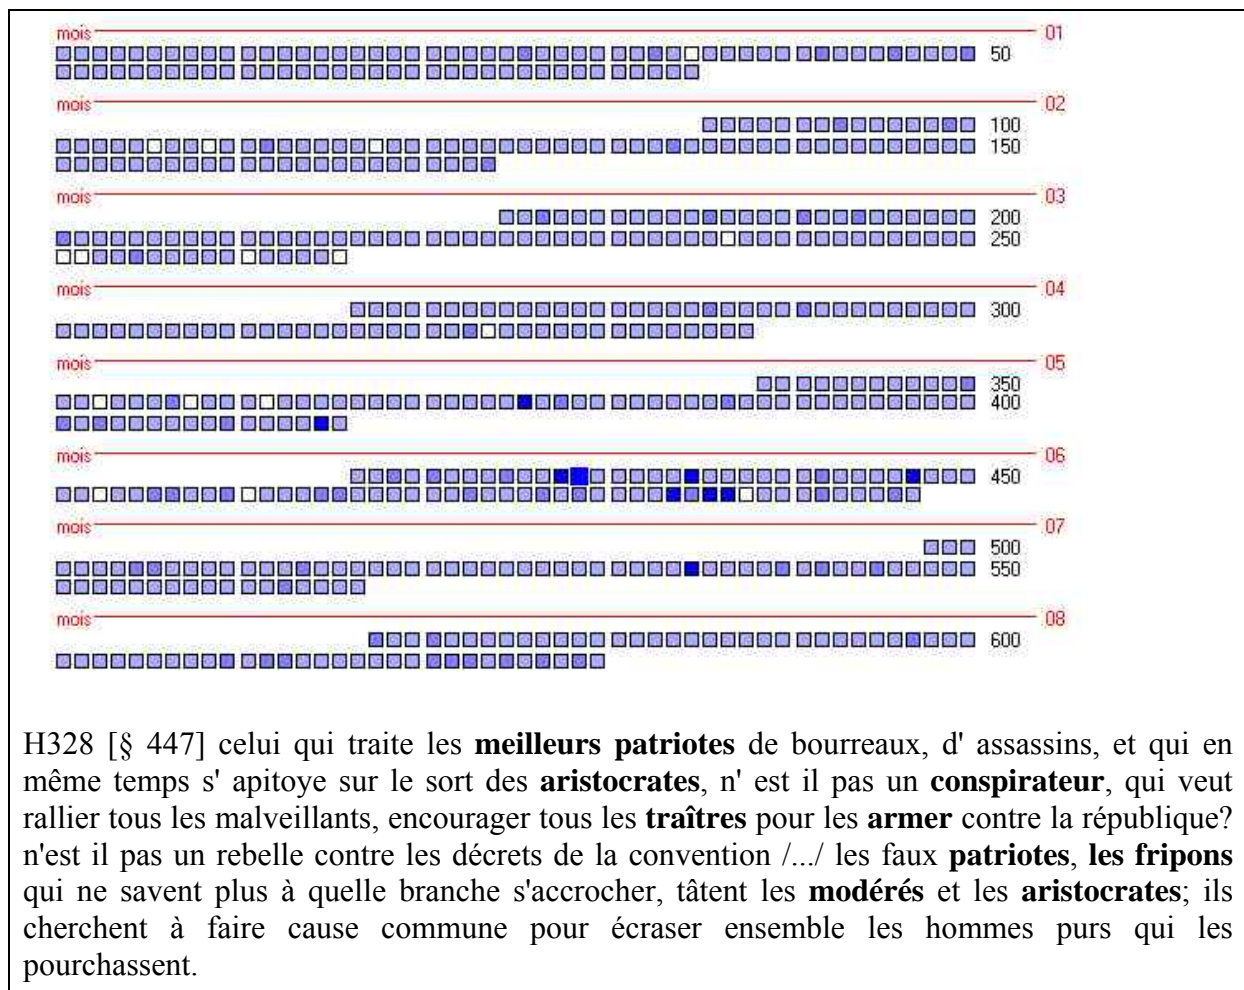 mois 01
50
mois 02
100
150
mois 03
200
250
mois 04
300
mois 05
350
400
mois 06
450
mois 07
500
550
mois 08
600
H328 [§ 447] celui qui traite les meilleurs patriotes de bourreaux, d' assassins, et qui en
même temps s' apitoye sur le sort des aristocrates, n' est il pas un conspirateur, qui veut
rallier tous les malveillants, encourager tous les traîtres pour les armer contre la république?
n'est il pas un rebelle contre les décrets de la convention /.../ les faux patriotes, les fripons
qui ne savent plus à quelle branche s'accrocher, tâtent les modérés et les aristocrates; ils
cherchent à faire cause commune pour écraser ensemble les hommes purs qui les
pourchassent.